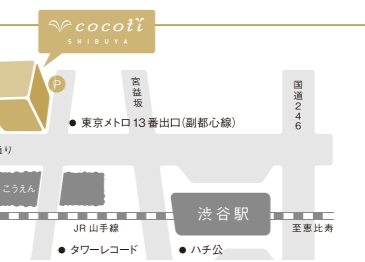 cocoti
SHIBUYA
P
宮益坂
国道246
● 東京メトロ13番出口(副都心線)
通り
こうえん
渋谷駅
JR 山手線
至恵比寿
● タワーレコード
● ハチ公